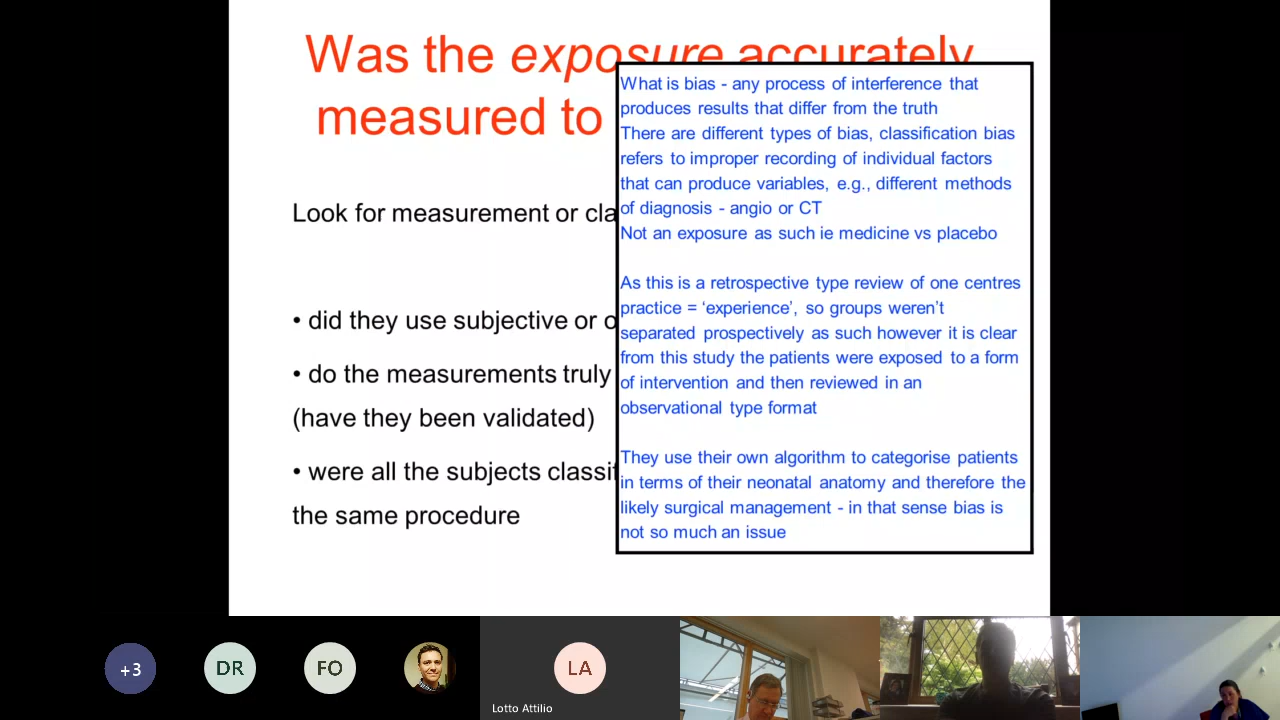 Was the exposure accurately
measured to
What is bias - any process of interference that
produces results that differ from the truth
There are different types of bias, classification bias
refers to improper recording of individual factors
that can produce variables, e.g., different methods
of diagnosis - angio or CT
Not an exposure as such ie medicine vs placebo
As this is a retrospective type review of one centres
practice = ‘experience’, so groups weren’t
separated prospectively as such however it is clear
from this study the patients were exposed to a form
of intervention and then reviewed in an
observational type format
They use their own algorithm to categorise patients
in terms of their neonatal anatomy and therefore the
likely surgical management - in that sense bias is
not so much an issue
Look for measurement or cla
• did they use subjective or o
• do the measurements truly
(have they been validated)
• were all the subjects classif
the same procedure
+3
DR
FO
LA
Lotto Attilio